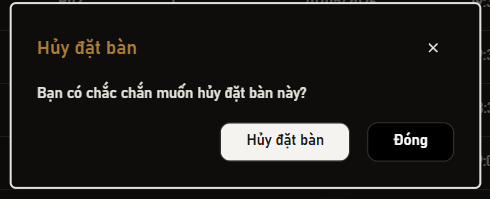 Hủy đặt bàn
Bạn có chắc chắn muốn hủy đặt bàn này?
Hủy đặt bàn
Đóng